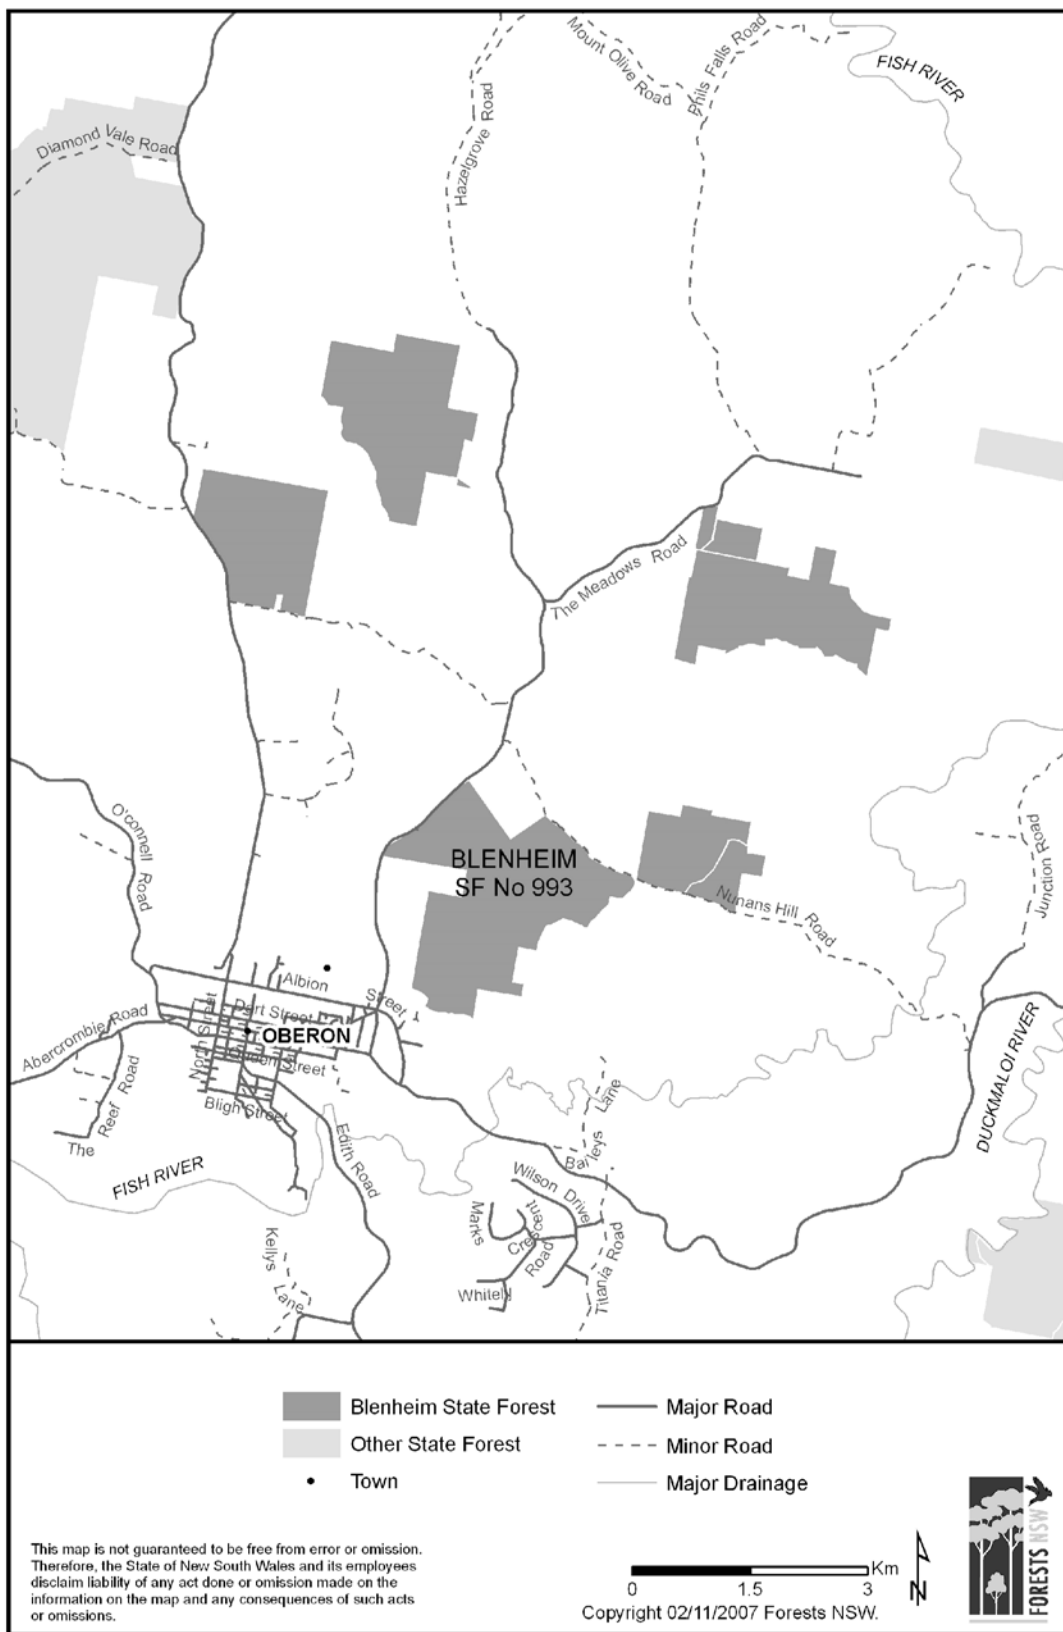 Mount Olive Road
Phils Falls Road
FISH RIVER
Hazelgrove Road
Diamond Vale Road
The Meadows Road
O'connell Road
BLENHEIM
SF No 993
Nunans Hill Road
Junction Road
Albion Street
Dart Street
North Street
OBERON
Queen Street
Abercrombie Road
The Reef Road
Bligh Street
Edith Road
FISH RIVER
DUCKMALOI RIVER
Barleys Lane
Wilson Drive
Marks
Crescent
Road
Whitely
Titania Road
Kellys Lane
Blenheim State Forest
Other State Forest
Town
Major Road
Minor Road
Major Drainage
This map is not guaranteed to be free from error or omission.
Therefore, the State of New South Wales and its employees
disclaim liability of any act done or omission made on the
information on the map and any consequences of such acts
or omissions.
Km
0 1.5 3
Copyright 02/11/2007 Forests NSW.
N
FORESTS NSW